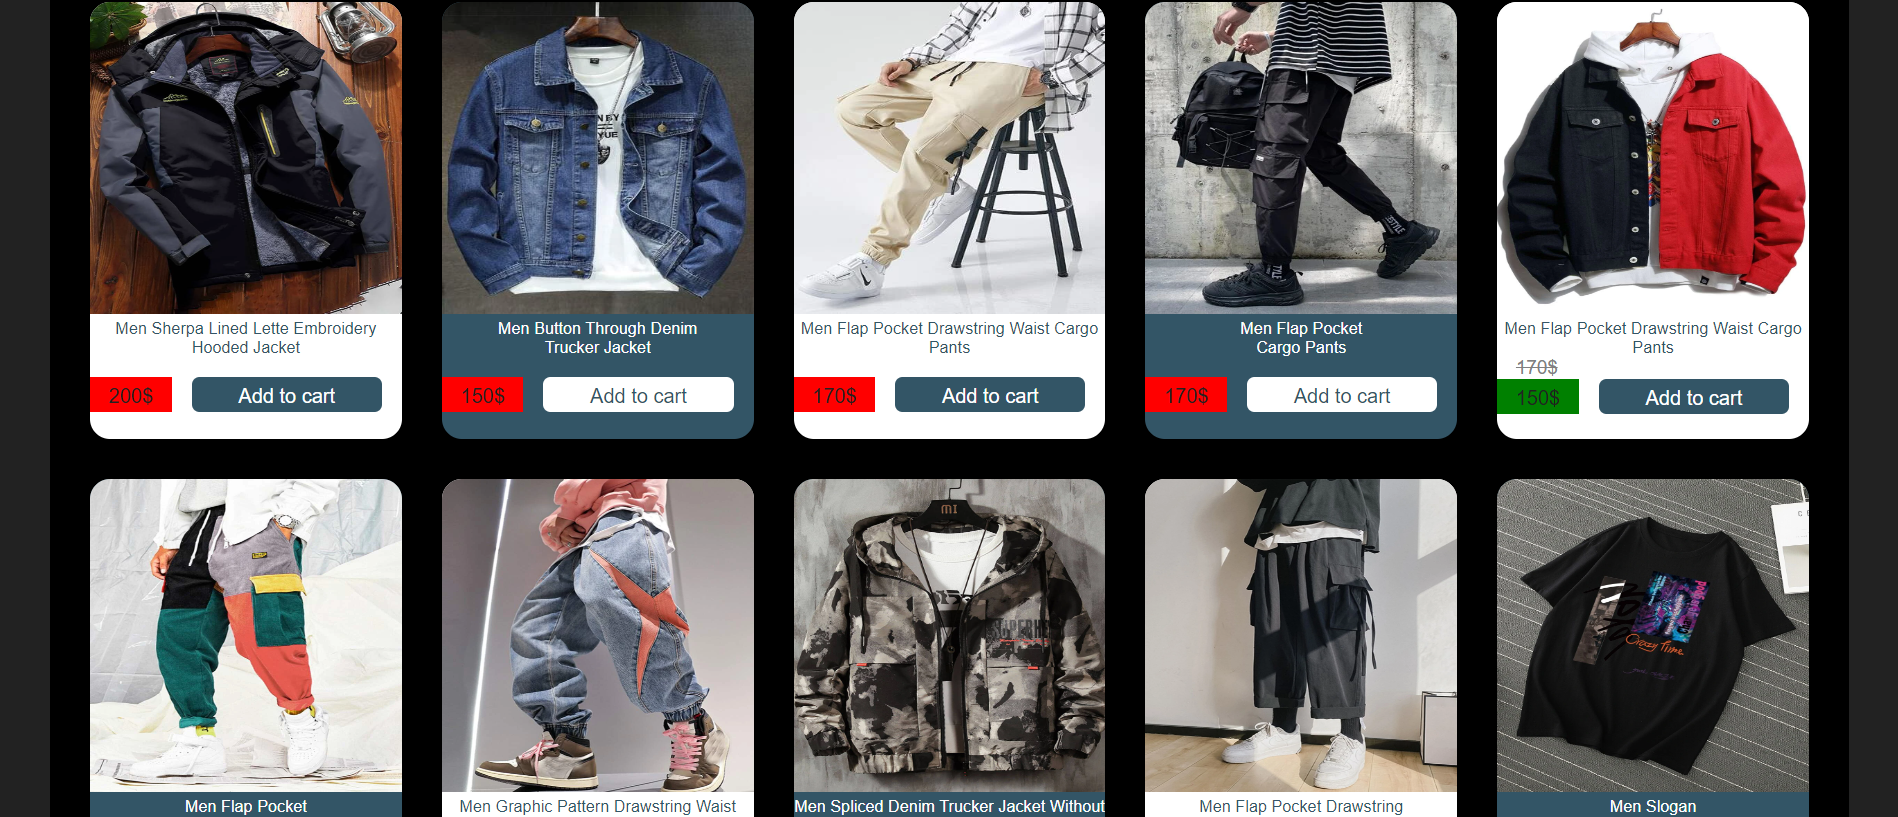 Men Sherpa Lined Lette Embroidery
Hooded Jacket
200$
Add to cart
Men Button Through Denim
Trucker Jacket
150$
Add to cart
Men Flap Pocket Drawstring Waist Cargo
Pants
170$
Add to cart
Men Flap Pocket
Cargo Pants
170$
Add to cart
Men Flap Pocket Drawstring Waist Cargo
Pants
170$
150$
Add to cart
Men Flap Pocket
Men Graphic Pattern Drawstring Waist
MI
Men Spliced Denim Trucker Jacket Without
Men Flap Pocket Drawstring
Crazy Time
Men Slogan